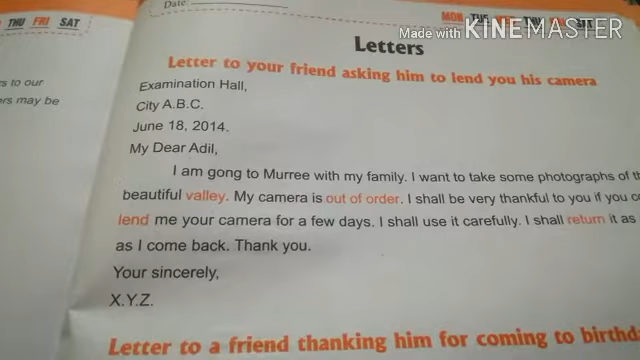 THU FRI SAT
s to our
ers may be
Date:
MON TUE THU SAT
Made with KINEMASTER
Letters
Letter to your friend asking him to lend you his camera
Examination Hall,
City A.B.C.
June 18, 2014.
My Dear Adil,
I am gong to Murree with my family. I want to take some photographs of th
beautiful valley. My camera is out of order. I shall be very thankful to you if you co
lend me your camera for a few days. I shall use it carefully. I shall return it as
as I come back. Thank you.
Your sincerely,
X.Y.Z.
Letter to a friend thanking him for coming to birthd